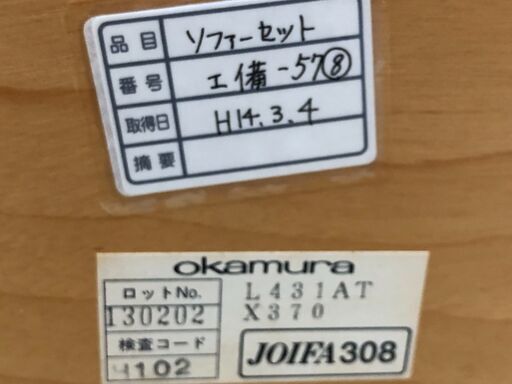 品目 ソファーセット
番号 工備-57⑧
取得日 H14.3.4
摘要
okamura
ロットNo. L431AT
130202 X370
検査コード JOIFA308
4102